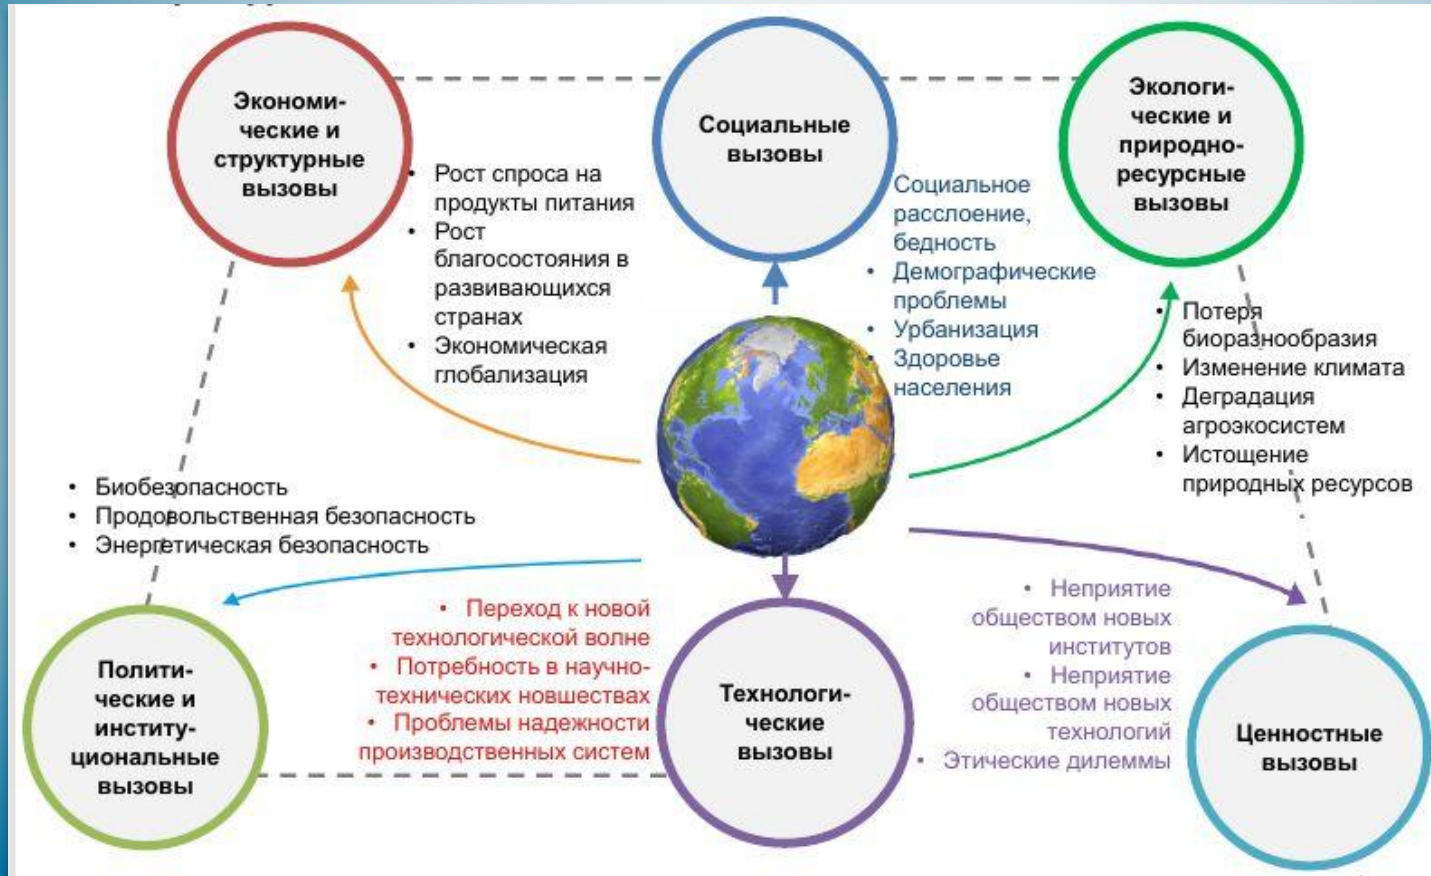 Экономи-
ческие и
структурные
вызовы
• Рост спроса на
продукты питания
• Рост
благосостояния в
развивающихся
странах
• Экономическая
глобализация
Социальные
вызовы
Социальное
расслоение,
бедность
• Демографические
проблемы
• Урбанизация
• Здоровье
населения
Экологи-
ческие и
природно-
ресурсные
вызовы
• Потеря
биоразнообразия
• Изменение климата
• Деградация
агроэкосистем
• Истощение
природных ресурсов
• Биобезопасность
• Продовольственная безопасность
• Энергетическая безопасность
Полити-
ческие и
институ-
циональные
вызовы
• Переход к новой
технологической волне
• Потребность в научно-
технических новшествах
• Проблемы надежности
производственных систем
Технологи-
ческие
вызовы
• Неприятие
обществом новых
институтов
• Неприятие
обществом новых
технологий
• Этические дилеммы
Ценностные
вызовы